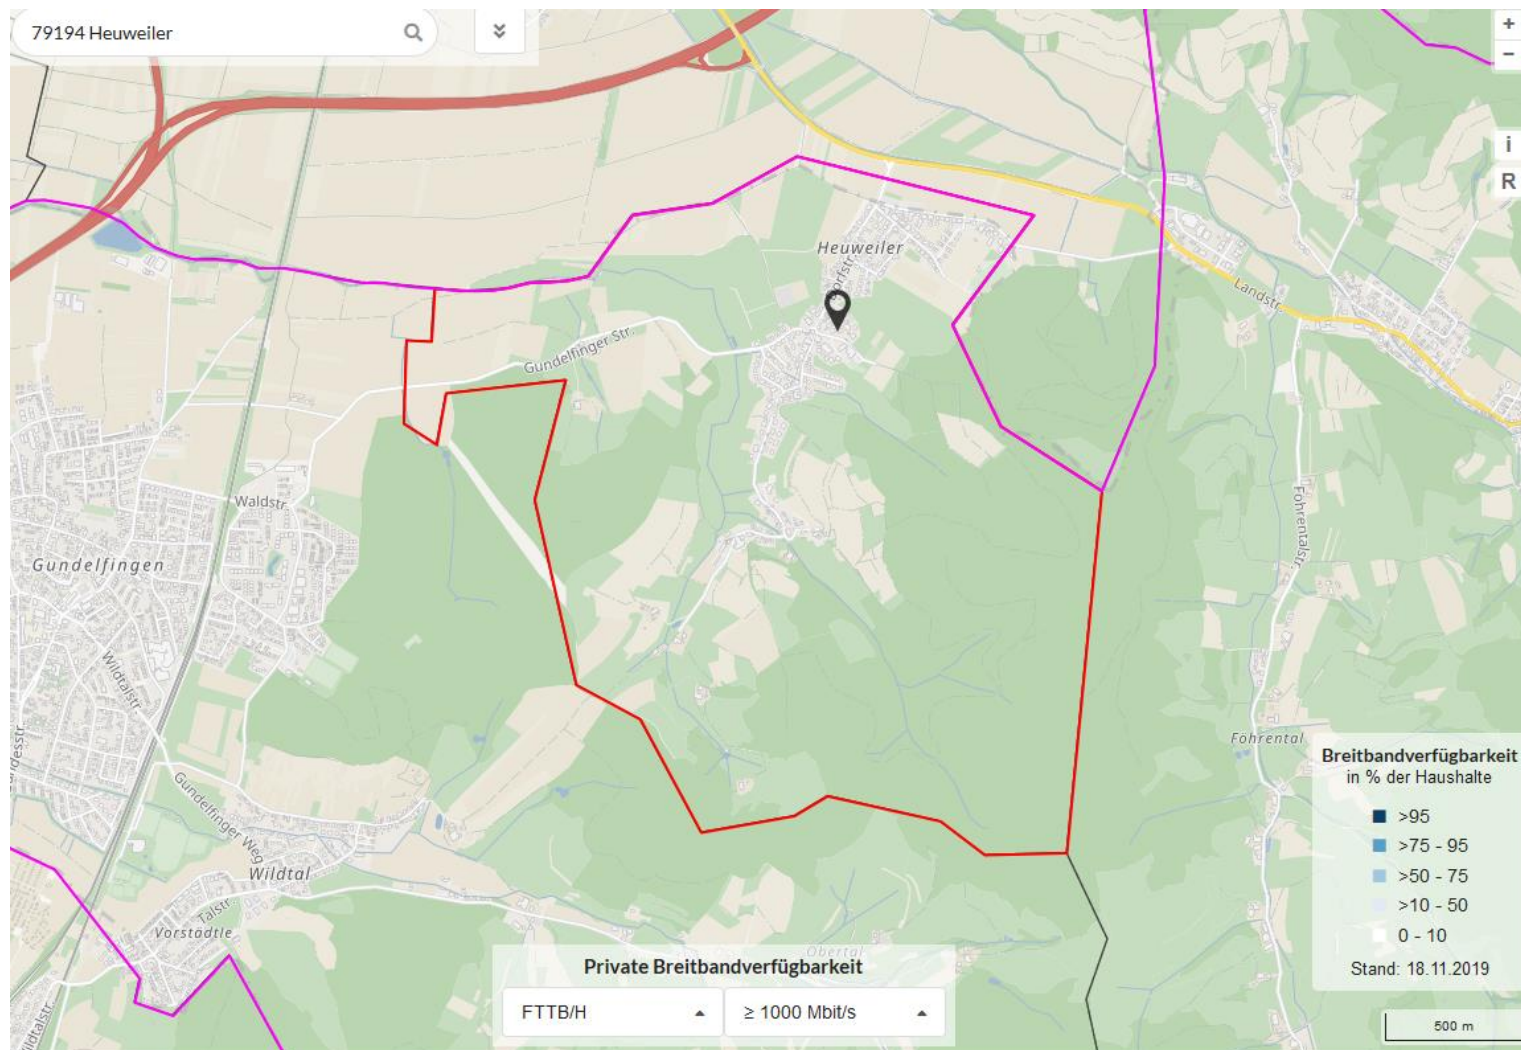 79194 Heuweiler
+
−
i
R
Heuweiler
Dorfstr.
Landstr.
Gundelfinger Str.
Waldstr.
Föhrentalstr.
Gundelfingen
Wildtalstr.
Föhrental
Breitbandverfügbarkeit
in % der Haushalte
>95
>75 - 95
>50 - 75
>10 - 50
0 - 10
Stand: 18.11.2019
Gundelfinger Weg
Wildtal
Talstr.
Vorstädtle
Obertal
Private Breitbandverfügbarkeit
FTTB/H
≥ 1000 Mbit/s
500 m